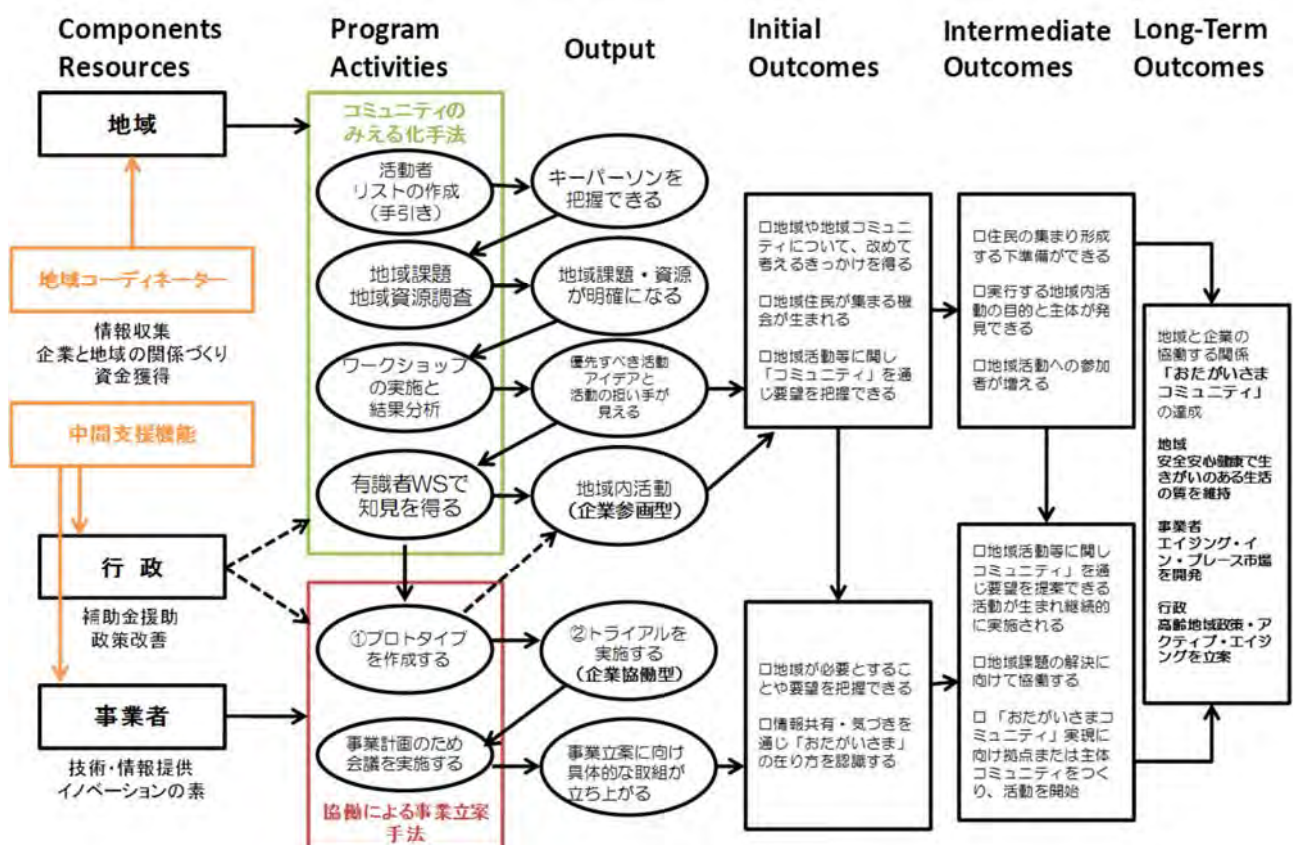 Components
Resources
Program
Activities
Output
Initial
Outcomes
Intermediate
Outcomes
Long-Term
Outcomes
地域
地域コーディネーター
情報収集
企業と地域の関係づくり
資金獲得
中間支援機能
行 政
補助金援助
政策改善
事業者
技術・情報提供
イノベーションの素
コミュニティの
みえる化手法
活動者
リストの作成
(手引き)
地域課題
地域資源調査
ワークショップ
の実施と
結果分析
有識者WSで
知見を得る
①プロトタイプ
を作成する
事業計画のため
会議を実施する
協働による事業立案
手法
キーパーソンを
把握できる
地域課題・資源
が明確になる
優先すべき活動
アイデアと
活動の担い手が
見える
地域内活動
(企業参画型)
②トライアルを
実施する
(企業協働型)
事業立案に向け
具体的な取組が
立ち上がる
□地域や地域コミュニ
ティについて、改めて
考えるきっかけを得る
□地域住民が集まる機
会が生まれる
□地域活動等に関し
「コミュニティ」を通
じ要望を把握できる
□地域が必要とするこ
とや要望を把握できる
□情報共有・気づきを
通じ「おたがいさま」
の在り方を認識する
□住民の集まり形成
する下準備ができる
□実行する地域内活
動の目的と主体が発
見できる
□地域活動への参加
者が増える
□地域活動等に関し
コミュニティ」を通
じ要望を提案できる
活動が生まれ継続的
に実施される
□地域課題の解決に
向けて協働する
□「おたがいさまコ
ミュニティ」実現に
向け拠点または主体
コミュニティをつく
り、活動を開始
地域と企業の
協働する関係
「おたがいさま
コミュニティ」
の達成
地域
安全安心健康で生
きがいのある生活
の質を維持
事業者
エイジング・イ
ン・プレース市場
を開発
行政
高齢地域政策・ア
クティブ・エイジ
ングを立案